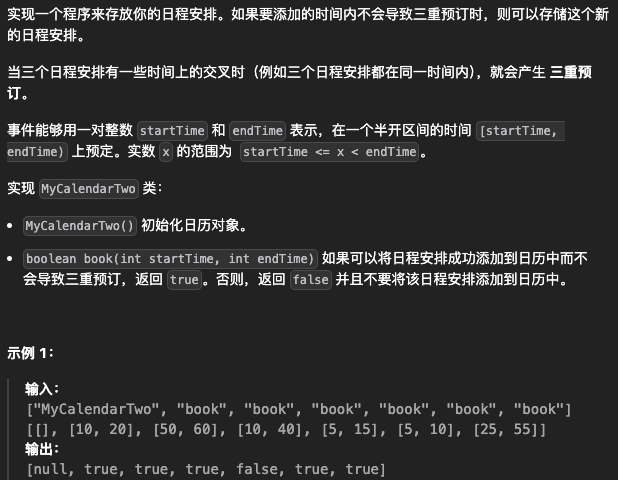 实现一个程序来存放你的日程安排。如果要添加的时间内不会导致三重预订时，则可以存储这个新
的日程安排。
当三个日程安排有一些时间上的交叉时（例如三个日程安排都在同一时间内），就会产生 三重预
订。
事件能够用一对整数 startTime 和 endTime 表示，在一个半开区间的时间 [startTime,
endTime) 上预定。实数 x 的范围为 startTime <= x < endTime。
实现 MyCalendarTwo 类：
• MyCalendarTwo() 初始化日历对象。
• boolean book(int startTime, int endTime) 如果可以将日程安排成功添加到日历中而不
会导致三重预订，返回 true。否则，返回 false 并且不要将该日程安排添加到日历中。
示例 1：
输入：
["MyCalendarTwo", "book", "book", "book", "book", "book", "book"]
[[], [10, 20], [50, 60], [10, 40], [5, 15], [5, 10], [25, 55]]
输出：
[null, true, true, true, false, true, true]